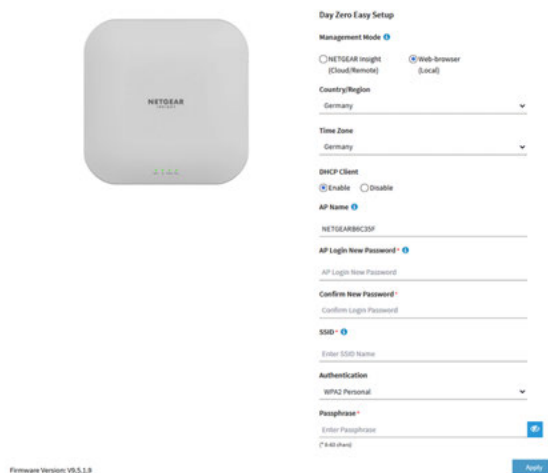 NETGEAR
INSIGHT
Day Zero Easy Setup
Management Mode
NETGEAR Insight
(Cloud/Remote)
Web-browser
(Local)
Country/Region
Germany
Time Zone
Germany
DHCP Client
Enable Disable
AP Name
NETGEARB6C35F
AP Login New Password*
AP Login New Password
Confirm New Password*
Confirm Login Password
SSID*
Enter SSID Name
Authentication
WPA2 Personal
Passphrase*
Enter Passphrase
Apply
Firmware Version: V9.5.1.9